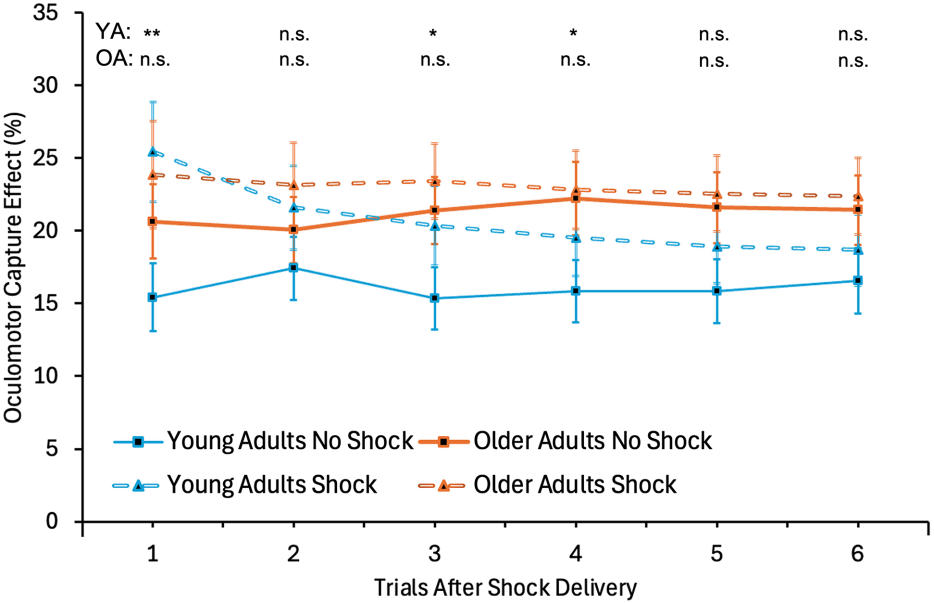 35
YA: ** n.s. * * n.s. n.s.
OA: n.s. n.s. n.s. n.s. n.s. n.s.
30
25
20
15
10
5
0
Oculomotor Capture Effect (%)
Young Adults No Shock Older Adults No Shock
Young Adults Shock Older Adults Shock
1 2 3 4 5 6
Trials After Shock Delivery